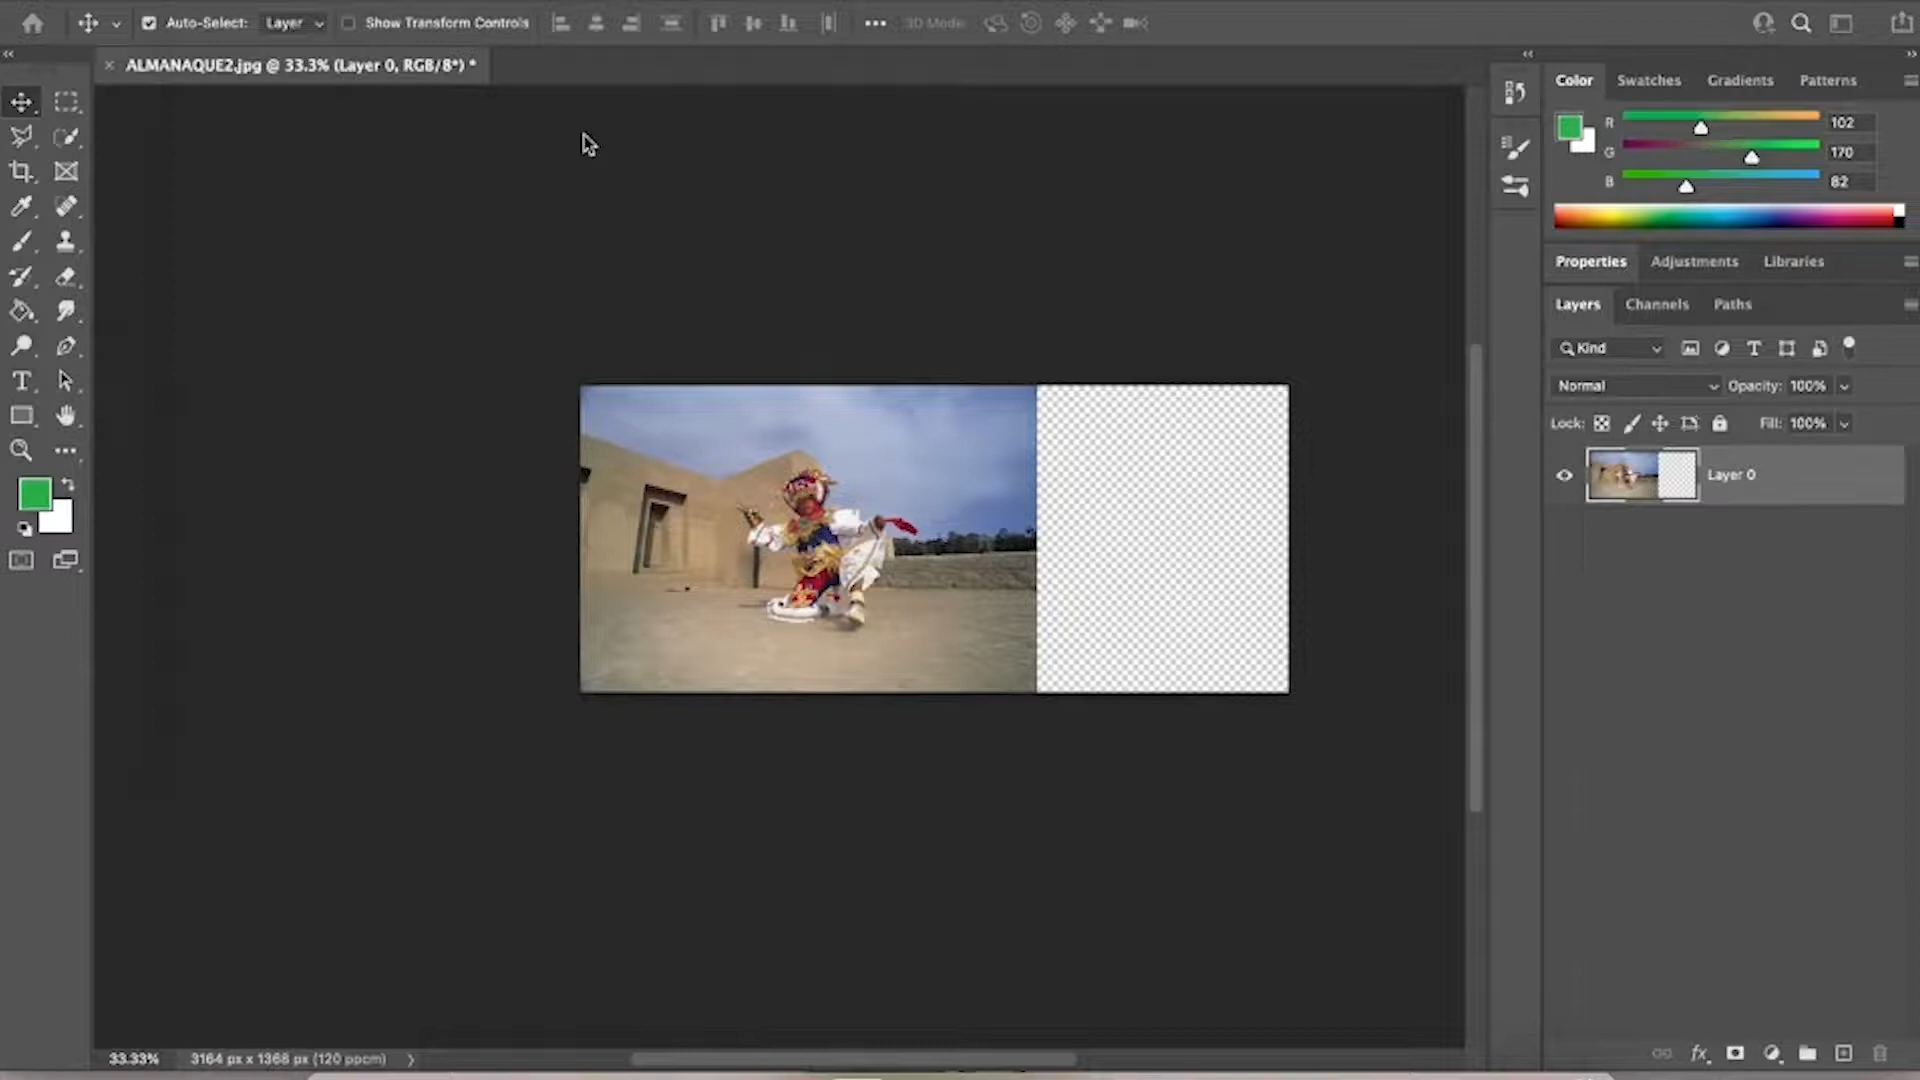 Auto-Select: Layer Show Transform Controls 3D Mode
ALMANAQUE2.jpg @ 33.3% (Layer 0, RGB/8*) *
Color Swatches Gradients Patterns
R 102
G 170
B 82
Properties Adjustments Libraries
Layers Channels Paths
Kind
Normal Opacity: 100%
Lock: Fill: 100%
Layer 0
33.33% 3164 px x 1368 px (120 ppcm)